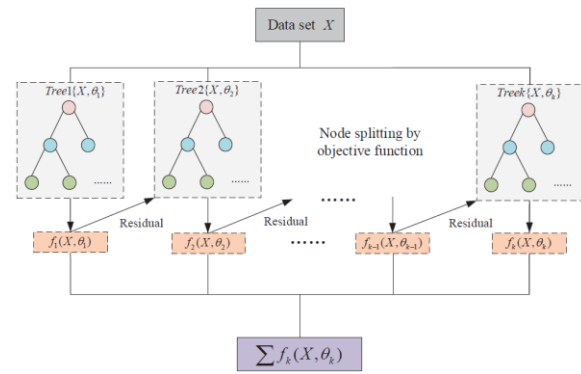 Data set X
Tree1{X,θ₁}
Tree2{X,θ₂}
Treek{X,θₖ}
Node splitting by
objective function
......
......
......
......
Residual
Residual
Residual
f₁(X,θ₁)
f₂(X,θ₂)
......
fₖ₋₁(X,θₖ₋₁)
fₖ(X,θₖ)
∑fₖ(X,θₖ)